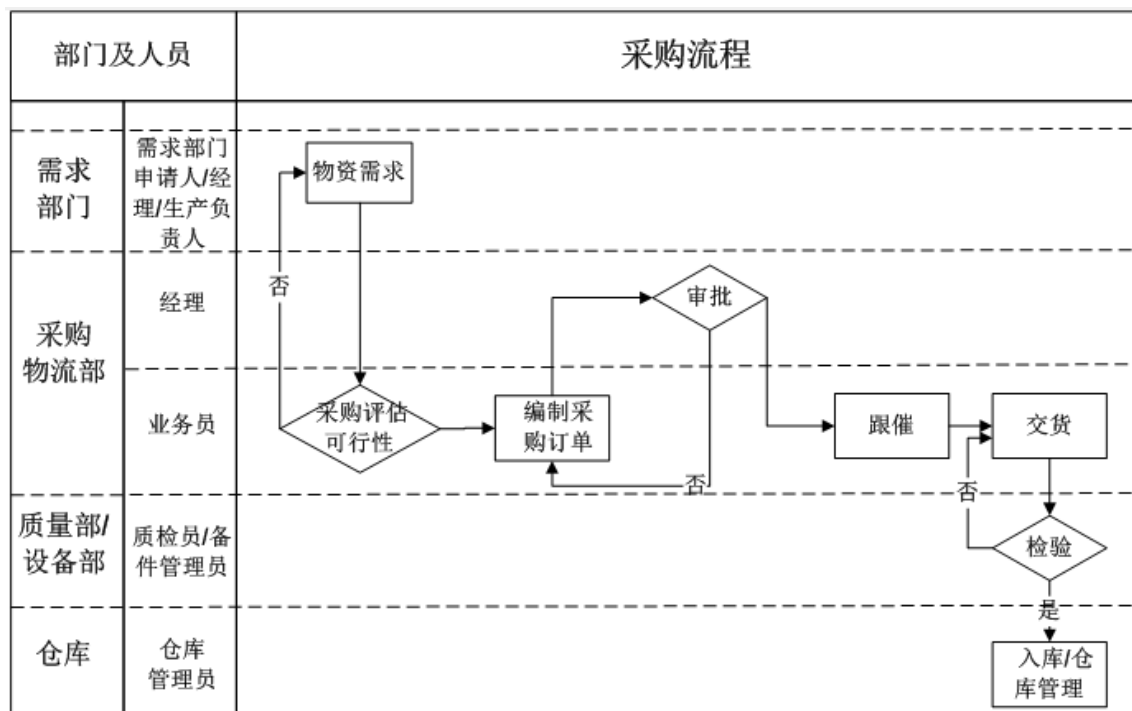 部门及人员
采购流程
需求
部门
需求部门
申请人/经
理/生产负
责人
物资需求
否
采购
物流部
经理
审批
业务员
采购评估
可行性
编制采
购订单
否
跟催
交货
否
质量部/
设备部
质检员/备
件管理员
检验
是
仓库
仓库
管理员
入库/仓
库管理